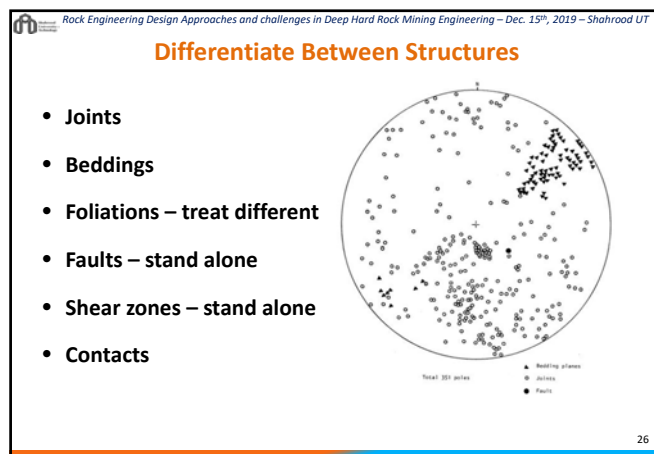 Rock Engineering Design Approaches and challenges in Deep Hard Rock Mining Engineering – Dec. 15th, 2019 – Shahrood UT
Differentiate Between Structures
• Joints
• Beddings
• Foliations – treat different
• Faults – stand alone
• Shear zones – stand alone
• Contacts
N
Total 351 poles
Bedding planes
Joints
Fault
26